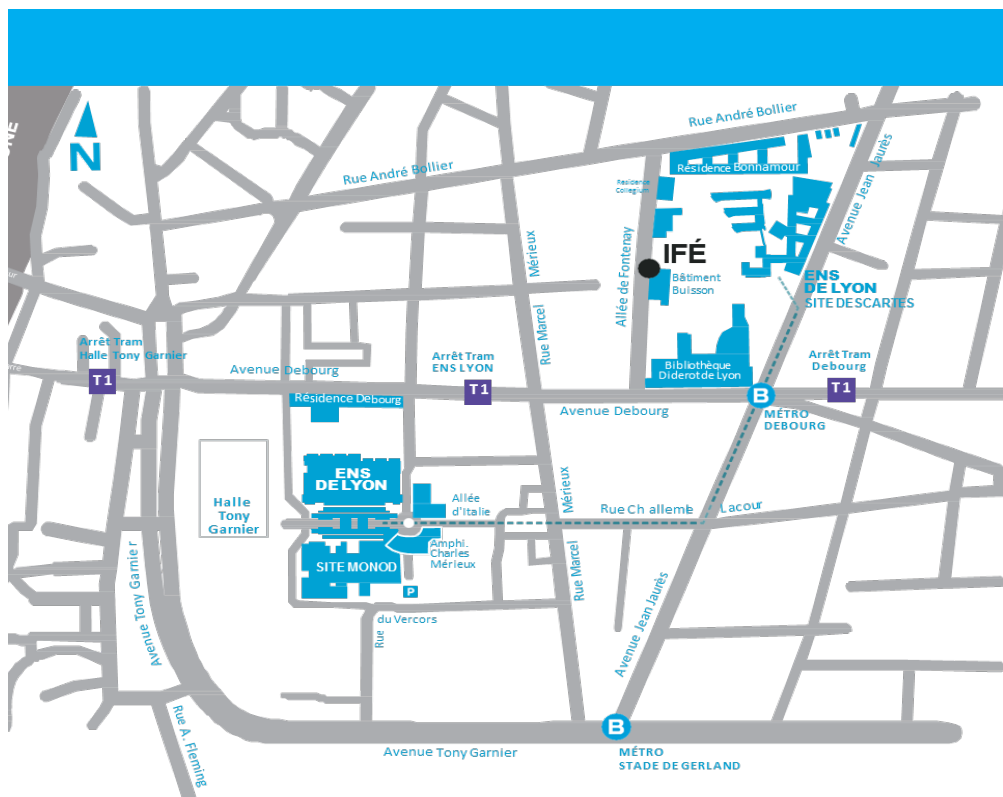 N
Rue André Bollier
Rue André Bollier
Résidence Bonnamour
Résidence
Collegium
Avenue Jean Jaurès
Mérieux
Rue Marcel
Allée de Fontenay
IFÉ
Bâtiment
Buisson
ENS
DE LYON
SITE DESCARTES
Arrêt Tram
Halle Tony Garnier
T1
Avenue Debourg
Arrêt Tram
ENS LYON
T1
Bibliothèque
Diderot de Lyon
Arrêt Tram
Debourg
T1
Résidence Debourg
Avenue Debourg
B
MÉTRO
DEBOURG
ENS
DE LYON
Halle
Tony
Garnier
Allée
d'Italie
Mérieux
Rue Marcel
Rue Ch alleme l
Lacour
Amphi.
Charles
Mérieux
SITE MONOD
P
Avenue Tony Garnier
Rue
du Vercors
Avenue Jean Jaurès
Rue A. Fleming
Avenue Tony Garnier
B
MÉTRO
STADE DE GERLAND